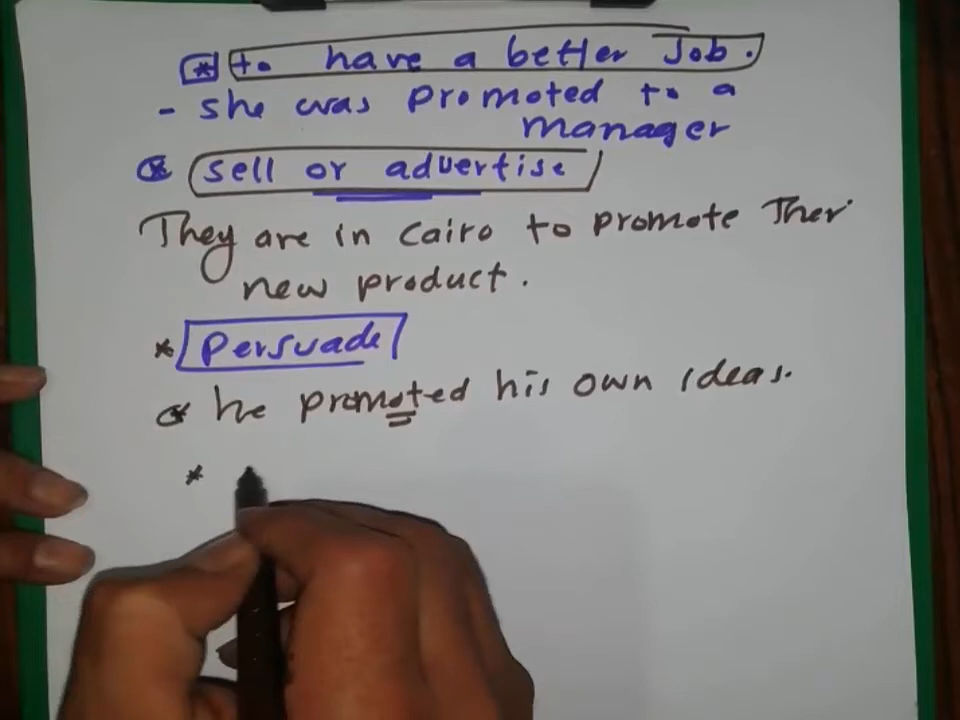 * to have a better Job.
- she was promoted to a
manager
* sell or advertise
They are in Cairo to promote Ther
new product.
* Persuade
* he promoted his own ideas.
*